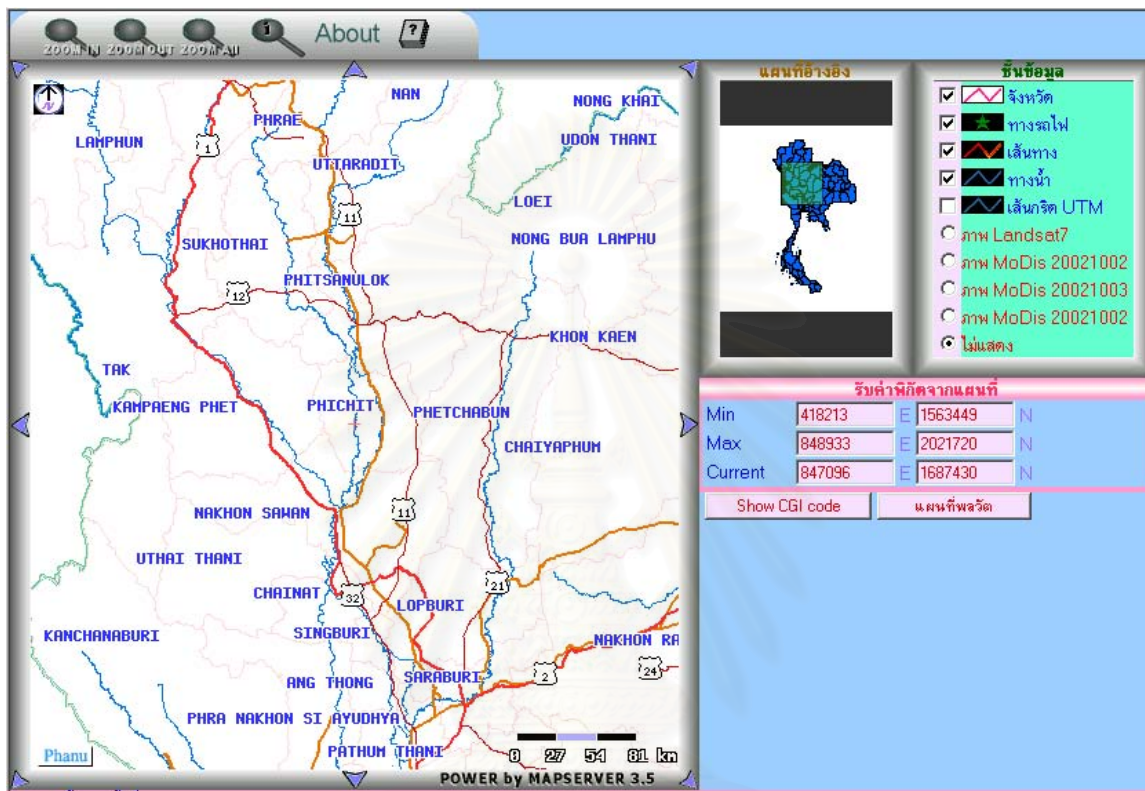 ZOOM IN ZOOM OUT ZOOM All About ?
NAN
NONG KHAI
PHRAE
LAMPHUN
1
UDON THANI
UTTARADIT
LOEI
11
SUKHOTHAI
NONG BUA LAMPHU
PHITSANULOK
12
KHON KAEN
TAK
KAMPAENG PHET
PHICHIT
PHETCHABUN
CHAIYAPHUM
NAKHON SAWAN
11
UTHAI THANI
CHAINAT
32
21
LOPBURI
KANCHANABURI
SINGBURI
NAKHON RA
ANG THONG
SARABURI
2
24
PHRA NAKHON SI AYUDHYA
PATHUM THANI
0 27 54 81 km
Phanu
POWER by MAPSERVER 3.5
แผนที่อ้างอิง
ชั้นข้อมูล
จังหวัด
ทางรถไฟ
เส้นทาง
ทางน้ำ
เส้นกริด UTM
ภาพ Landsat7
ภาพ MoDis 20021002
ภาพ MoDis 20021003
ภาพ MoDis 20021002
ไม่แสดง
รับค่าพิกัดจากแผนที่
Min 418213 E 1563449 N
Max 848933 E 2021720 N
Current 847096 E 1687430 N
Show CGI code แผนที่พลวัต